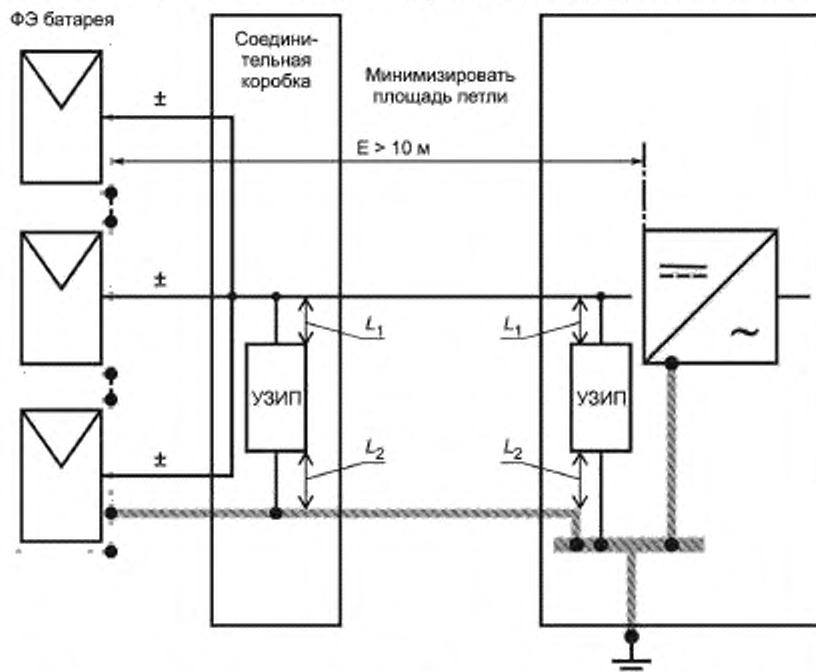 ФЭ батарея
Соедини-
тельная
коробка
Минимизировать
площадь петли
±
E > 10 м
±
L1
L1
УЗИП
УЗИП
~
±
L2
L2